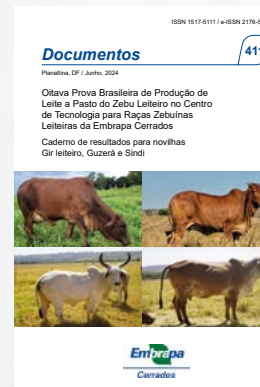 ISSN 1517-5111 / e-ISSN 2176-5
Documentos
411
Planaltina, DF / Junho, 2024
Oitava Prova Brasileira de Produção de
Leite a Pasto do Zebu Leiteiro no Centro
de Tecnologia para Raças Zebuínas
Leiteiras da Embrapa Cerrados
Caderno de resultados para novilhas
Gir leiteiro, Guzerá e Sindi
Embrapa
Cerrados